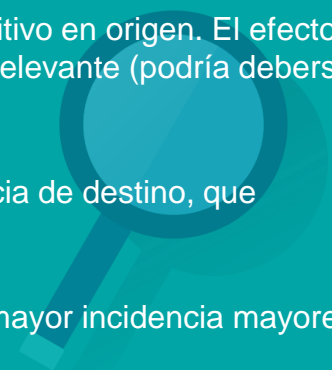 itivo en origen. El efecto
elevante (podría debers
cia de destino, que
mayor incidencia mayore